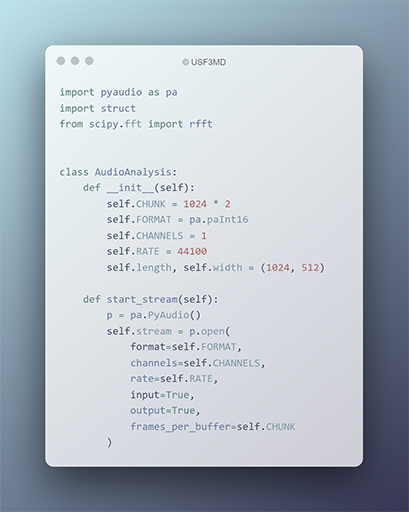 © USF3MD
import pyaudio as pa
import struct
from scipy.fft import rfft
class AudioAnalysis:
    def __init__(self):
        self.CHUNK = 1024 * 2
        self.FORMAT = pa.paInt16
        self.CHANNELS = 1
        self.RATE = 44100
        self.length, self.width = (1024, 512)
    def start_stream(self):
        p = pa.PyAudio()
        self.stream = p.open(
            format=self.FORMAT,
            channels=self.CHANNELS,
            rate=self.RATE,
            input=True,
            output=True,
            frames_per_buffer=self.CHUNK
        )